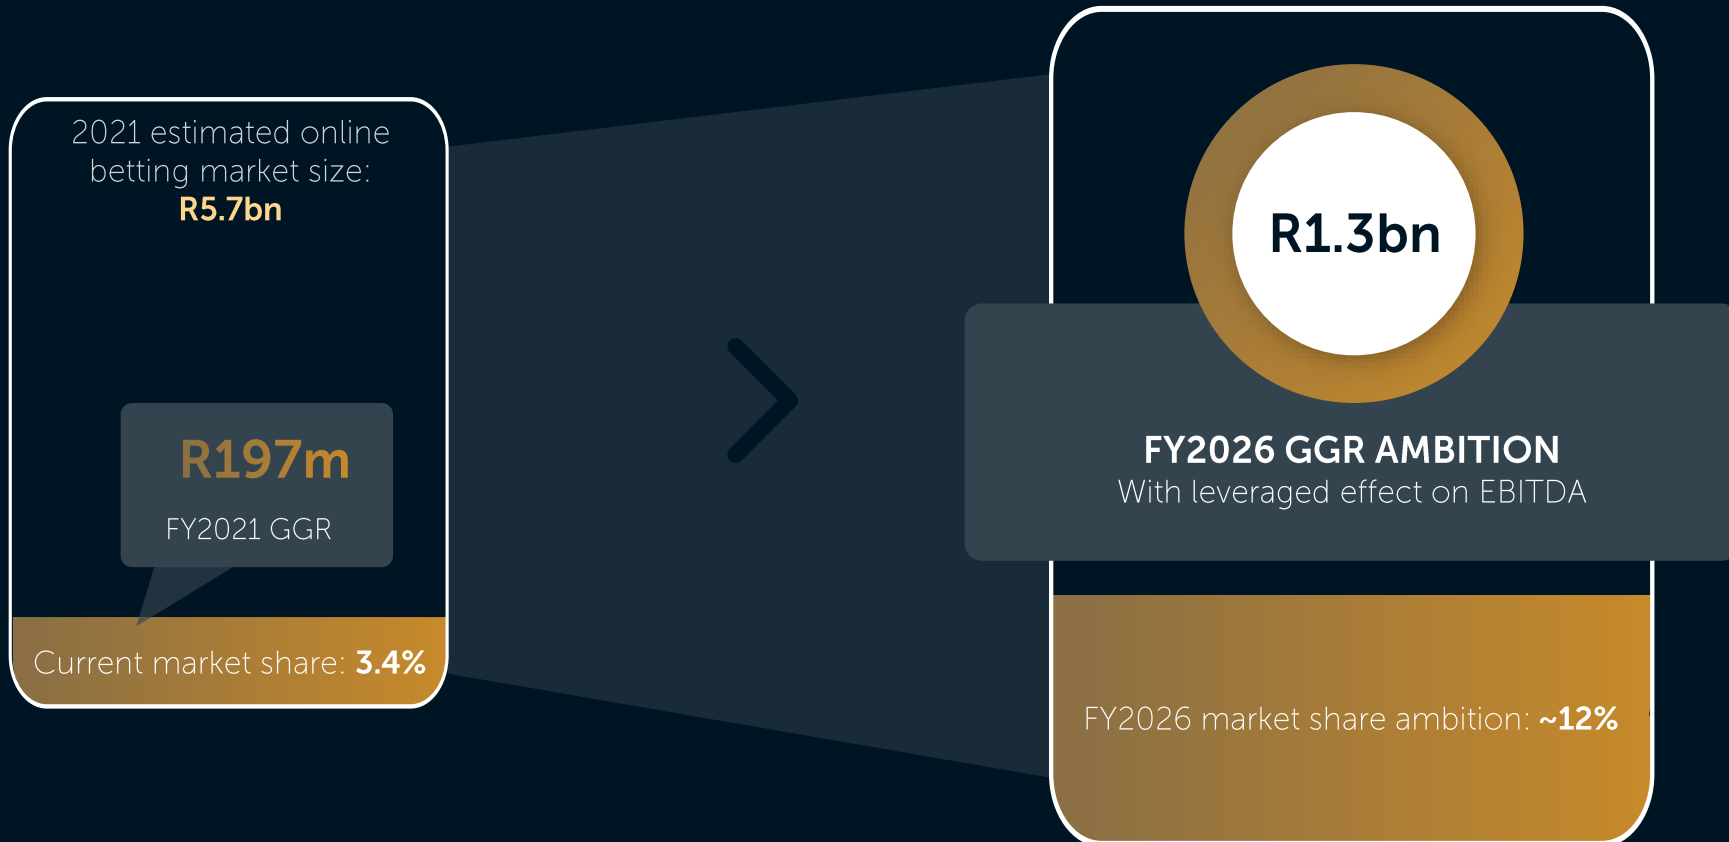 2021 estimated online
betting market size:
R5.7bn
R197m
FY2021 GGR
Current market share: 3.4%
R1.3bn
FY2026 GGR AMBITION
With leveraged effect on EBITDA
FY2026 market share ambition: ~12%